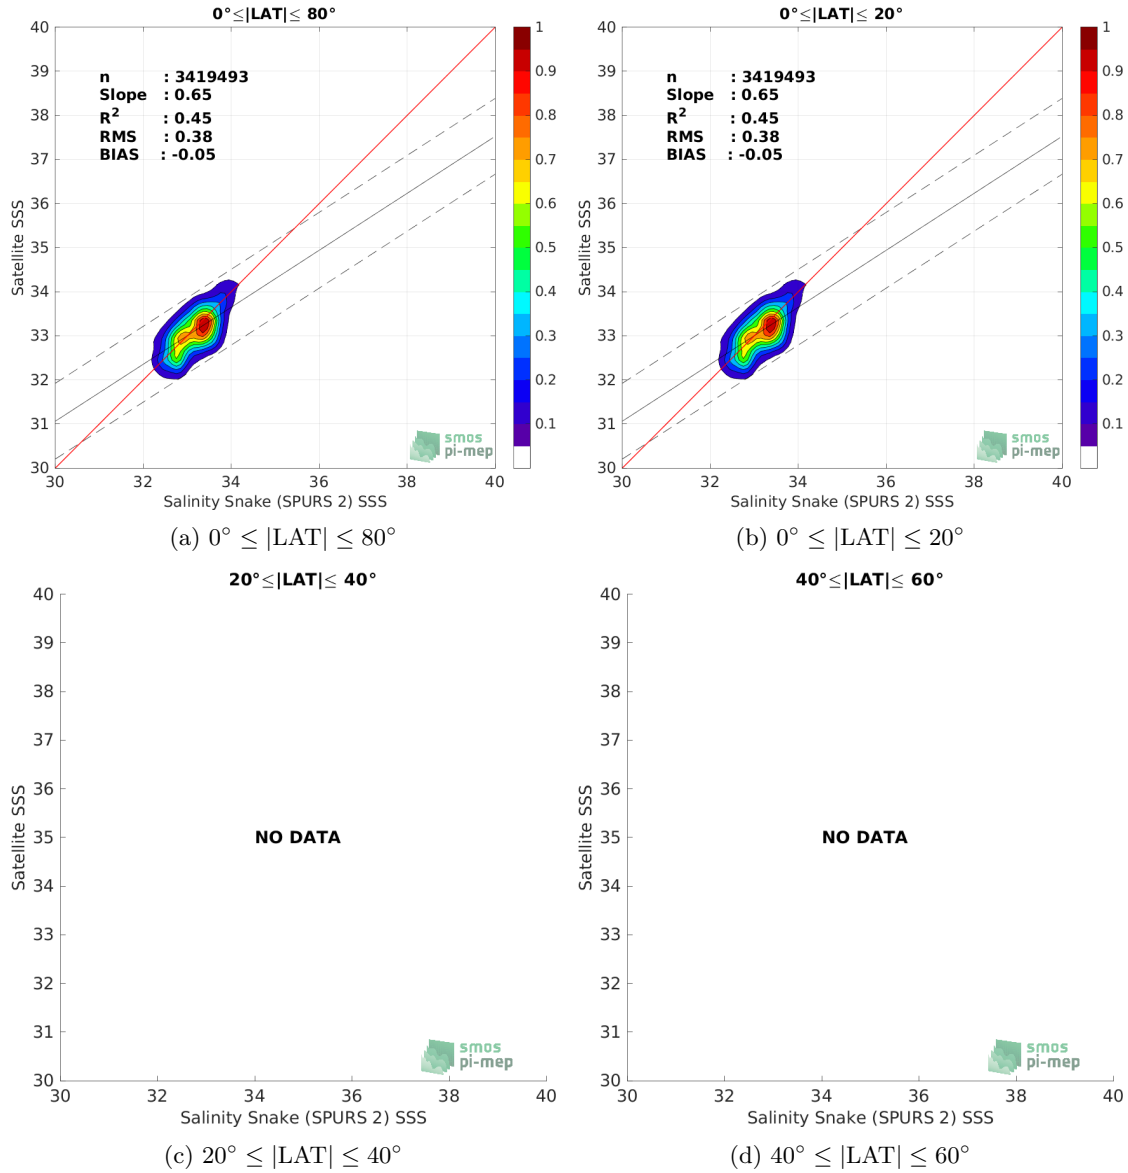 0°≤|LAT|≤ 80°
n : 3419493
Slope : 0.65
R² : 0.45
RMS : 0.38
BIAS : -0.05
40
39
38
37
36
35
34
33
32
31
30
Satellite SSS
30 32 34 36 38 40
Salinity Snake (SPURS 2) SSS
1
0.9
0.8
0.7
0.6
0.5
0.4
0.3
0.2
0.1
smos
pi-mep
(a) 0° ≤ |LAT| ≤ 80°
0°≤|LAT|≤ 20°
n : 3419493
Slope : 0.65
R² : 0.45
RMS : 0.38
BIAS : -0.05
40
39
38
37
36
35
34
33
32
31
30
Satellite SSS
30 32 34 36 38 40
Salinity Snake (SPURS 2) SSS
1
0.9
0.8
0.7
0.6
0.5
0.4
0.3
0.2
0.1
smos
pi-mep
(b) 0° ≤ |LAT| ≤ 20°
20°≤|LAT|≤ 40°
40
39
38
37
36
35
34
33
32
31
30
Satellite SSS
NO DATA
smos
pi-mep
30 32 34 36 38 40
Salinity Snake (SPURS 2) SSS
(c) 20° ≤ |LAT| ≤ 40°
40°≤|LAT|≤ 60°
40
39
38
37
36
35
34
33
32
31
30
Satellite SSS
NO DATA
smos
pi-mep
30 32 34 36 38 40
Salinity Snake (SPURS 2) SSS
(d) 40° ≤ |LAT| ≤ 60°